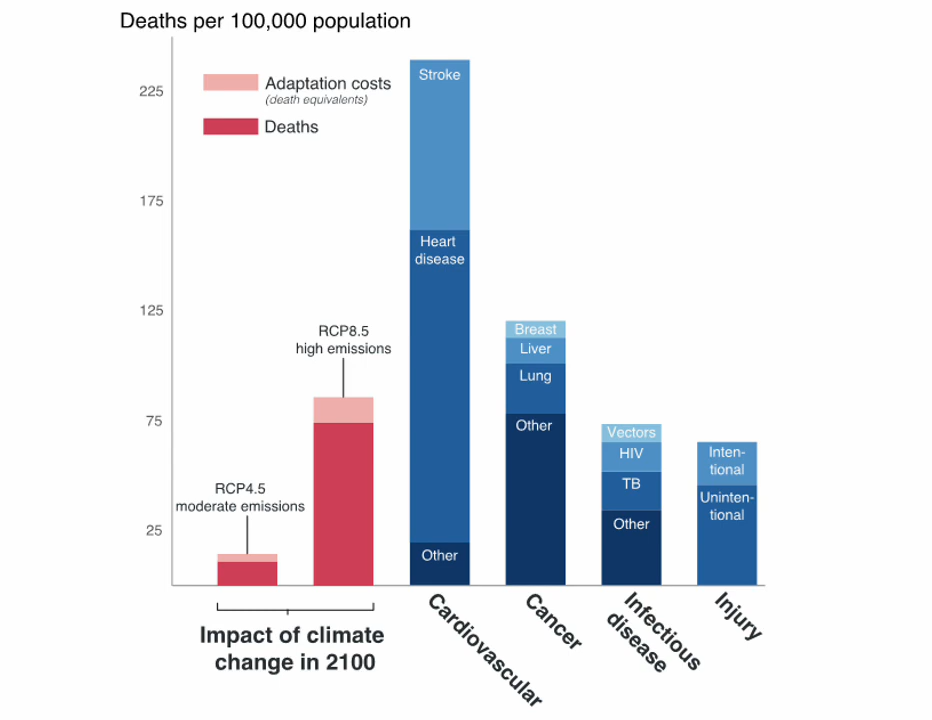 Deaths per 100,000 population
225
175
125
75
25
Adaptation costs
(death equivalents)
Deaths
RCP4.5
moderate emissions
RCP8.5
high emissions
Stroke
Heart
disease
Other
Breast
Liver
Lung
Other
Vectors
HIV
TB
Other
Inten-
tional
Uninten-
tional
Impact of climate
change in 2100
Cardiovascular
Cancer
Infectious
disease
Injury